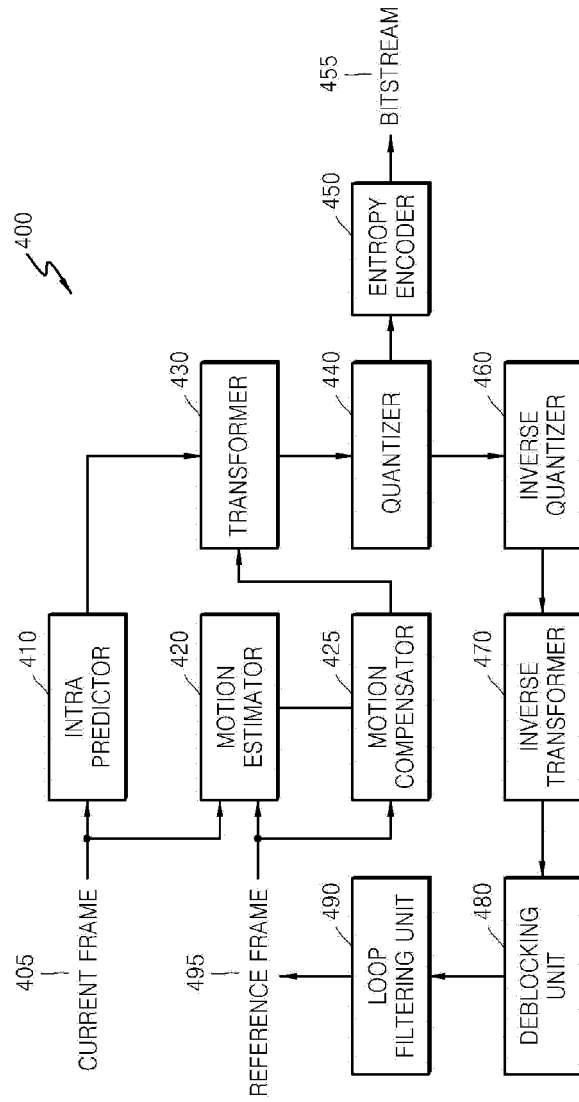 400
405
CURRENT FRAME
410
INTRA
PREDICTOR
495
REFERENCE FRAME
420
MOTION
ESTIMATOR
430
TRANSFORMER
490
LOOP
FILTERING UNIT
425
MOTION
COMPENSATOR
440
QUANTIZER
450
ENTROPY
ENCODER
455
BITSTREAM
480
DEBLOCKING
UNIT
470
INVERSE
TRANSFORMER
460
INVERSE
QUANTIZER